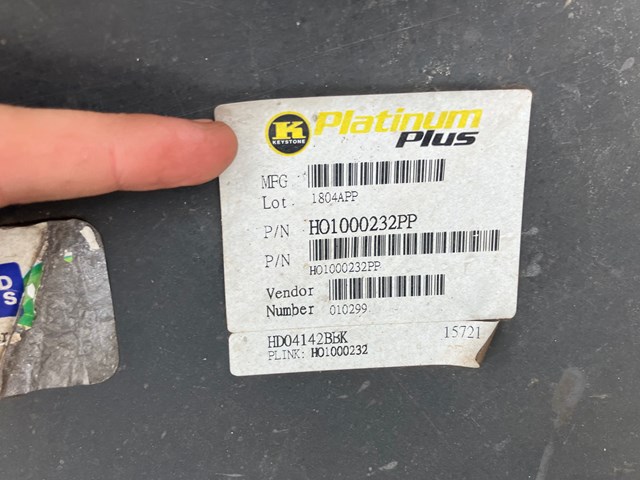 K
KEYSTONE
Platinum
Plus
MFG
Lot 1804APP
P/N HO1000232PP
P/N
HO1000232PP
Vendor
Number 010299
HD04142BBK 15721
PLINK: HO1000232
D
S